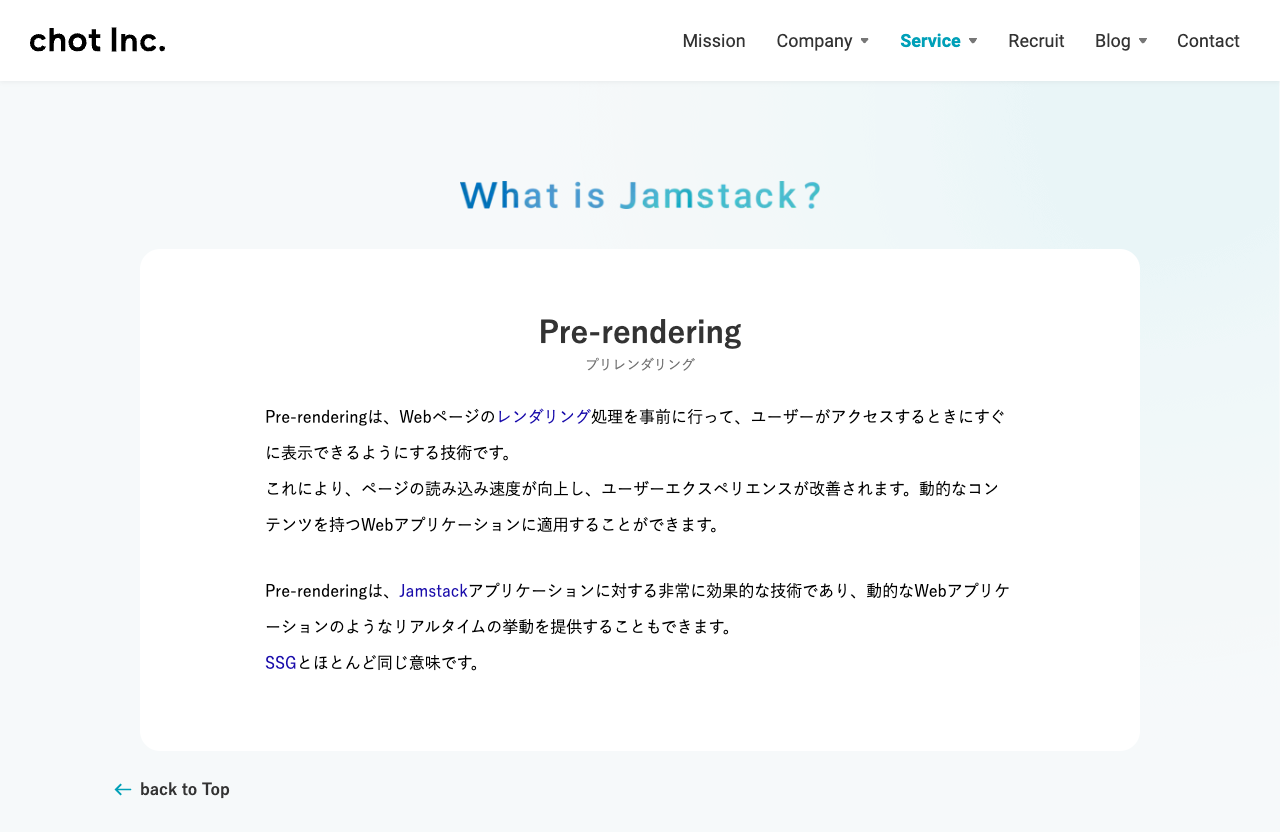 chot Inc.
Mission
Company
Service
Recruit
Blog
Contact
What is Jamstack?
Pre-rendering
プリレンダリング
Pre-renderingは、Webページのレンダリング処理を事前に行って、ユーザーがアクセスするときにすぐ
に表示できるようにする技術です。
これにより、ページの読み込み速度が向上し、ユーザーエクスペリエンスが改善されます。動的なコン
テンツを持つWebアプリケーションに適用することができます。
Pre-renderingは、Jamstackアプリケーションに対する非常に効果的な技術であり、動的なWebアプリケ
ーションのようなリアルタイムの挙動を提供することもできます。
SSGとほとんど同じ意味です。
back to Top